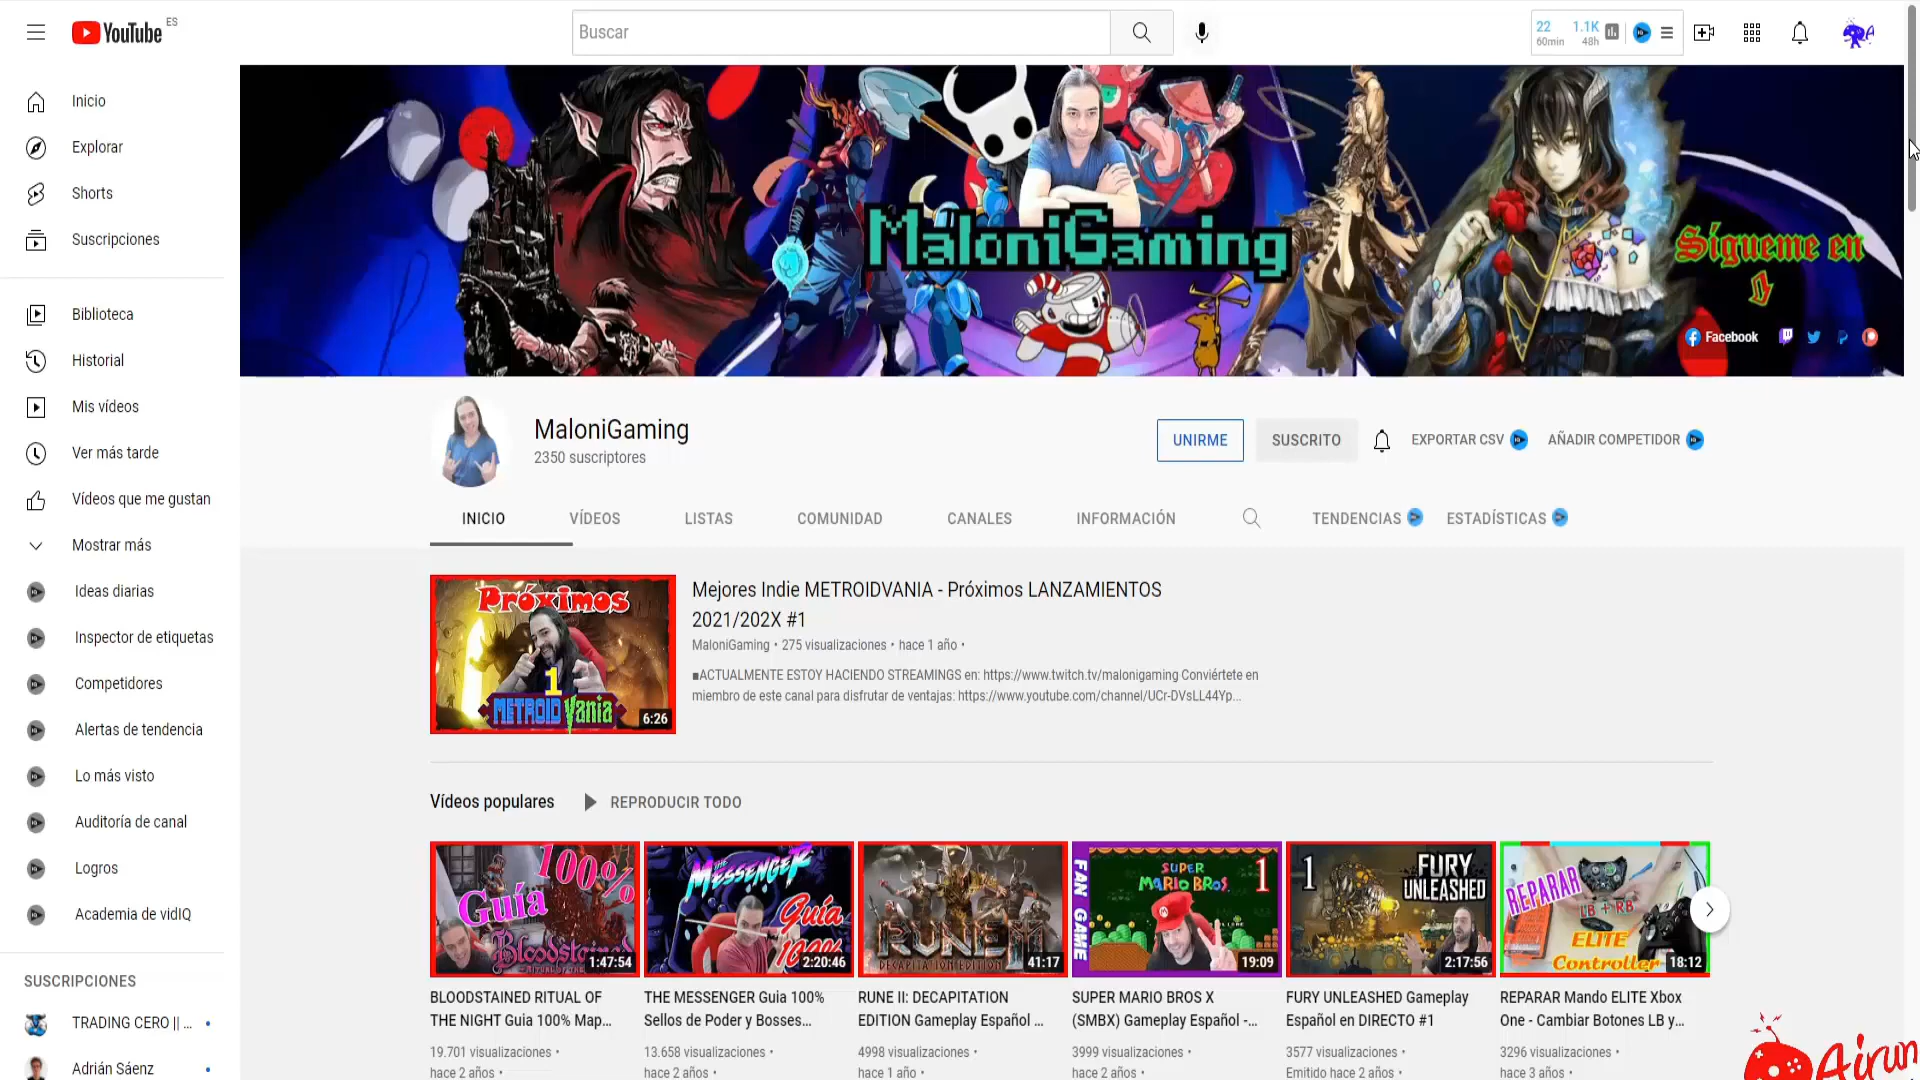 YouTube ES
Buscar
22 1.1K
60min 48h
Inicio
Explorar
Shorts
Suscripciones
Biblioteca
Historial
Mis vídeos
Ver más tarde
Vídeos que me gustan
Mostrar más
Ideas diarias
Inspector de etiquetas
Competidores
Alertas de tendencia
Lo más visto
Auditoría de canal
Logros
Academia de vidIQ
SUSCRIPCIONES
TRADING CERO || ...
Adrián Sáenz
MaloniGaming
Sígueme en
Facebook
MaloniGaming
2350 suscriptores
UNIRME
SUSCRITO
EXPORTAR CSV
AÑADIR COMPETIDOR
INICIO
VÍDEOS
LISTAS
COMUNIDAD
CANALES
INFORMACIÓN
TENDENCIAS
ESTADÍSTICAS
Próximos
1
METROID Vania
6:26
Mejores Indie METROIDVANIA - Próximos LANZAMIENTOS
2021/202X #1
MaloniGaming • 275 visualizaciones • hace 1 año •
■ACTUALMENTE ESTOY HACIENDO STREAMINGS en: https://www.twitch.tv/malonigaming Conviértete en
miembro de este canal para disfrutar de ventajas: https://www.youtube.com/channel/UCr-DVsLL44Yp...
Vídeos populares
REPRODUCIR TODO
100%
Guía
Bloodstained
1:47:54
BLOODSTAINED RITUAL OF
THE NIGHT Guia 100% Map...
19.701 visualizaciones •
hace 2 años •
THE MESSENGER
Guía
100%
2:20:46
THE MESSENGER Guia 100%
Sellos de Poder y Bosses...
13.658 visualizaciones •
hace 2 años •
RUNE II
DECAPITATION EDITION
41:17
RUNE II: DECAPITATION
EDITION Gameplay Español ...
4998 visualizaciones •
hace 1 año •
FAN GAME
SUPER
MARIO BROS.
1
19:09
SUPER MARIO BROS X
(SMBX) Gameplay Español -...
3999 visualizaciones •
hace 2 años •
1
FURY
UNLEASHED
2:17:56
FURY UNLEASHED Gameplay
Español en DIRECTO #1
3577 visualizaciones •
Emitido hace 2 años •
REPARAR
LB + RB
ELITE
Controller
18:12
REPARAR Mando ELITE Xbox
One - Cambiar Botones LB y...
3296 visualizaciones •
hace 3 años •
Airun